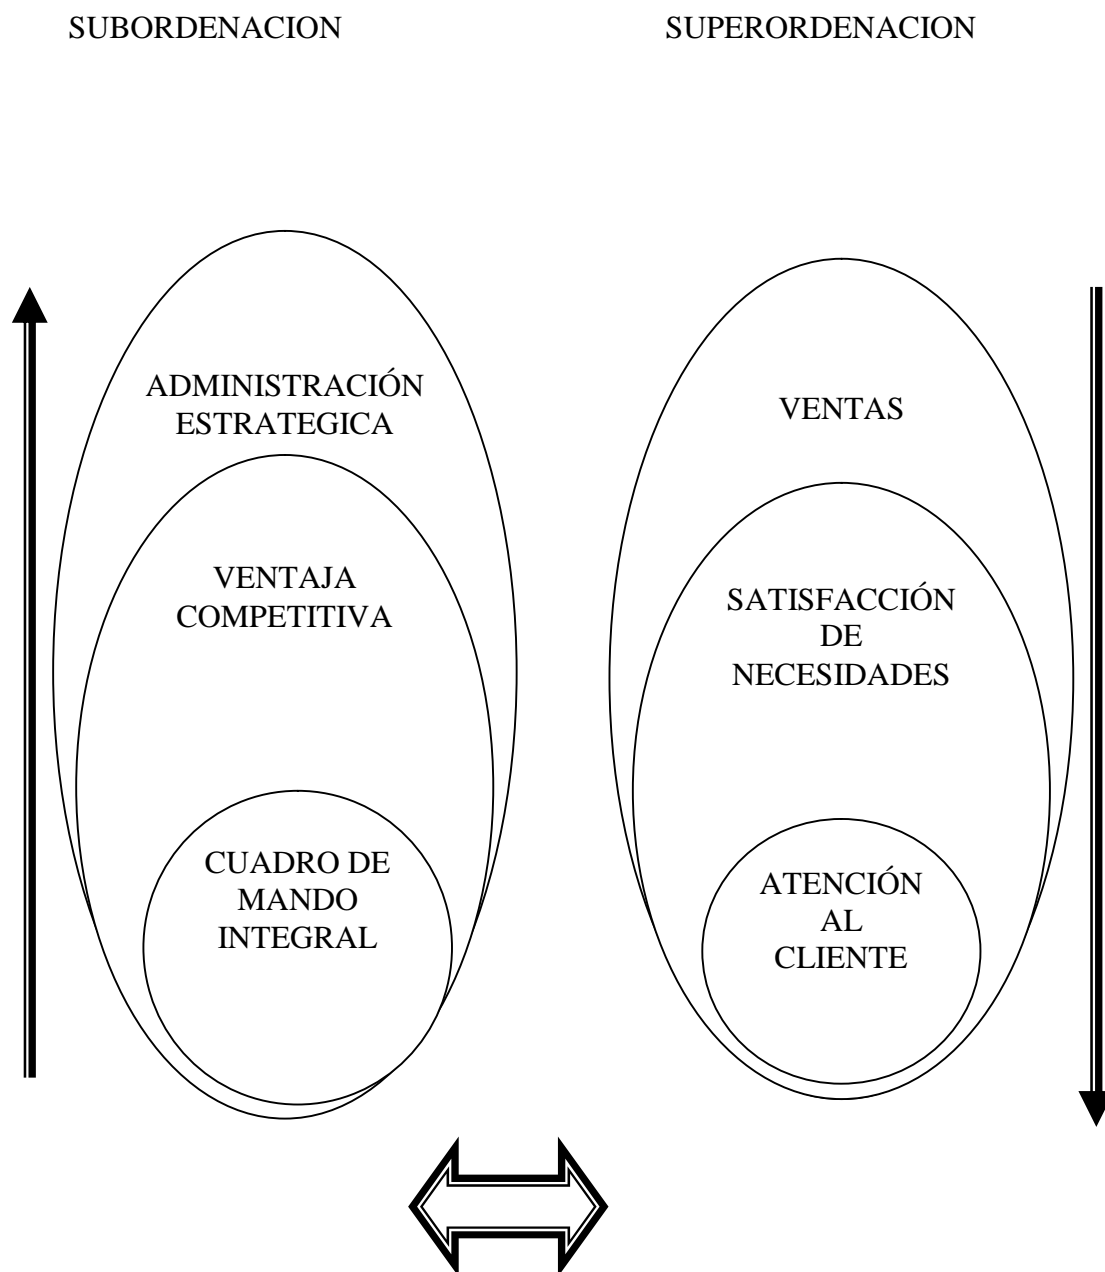 SUBORDENACION
SUPERORDENACION
ADMINISTRACIÓN
ESTRATEGICA
VENTAJA
COMPETITIVA
CUADRO DE
MANDO
INTEGRAL
VENTAS
SATISFACCIÓN
DE
NECESIDADES
ATENCIÓN
AL
CLIENTE